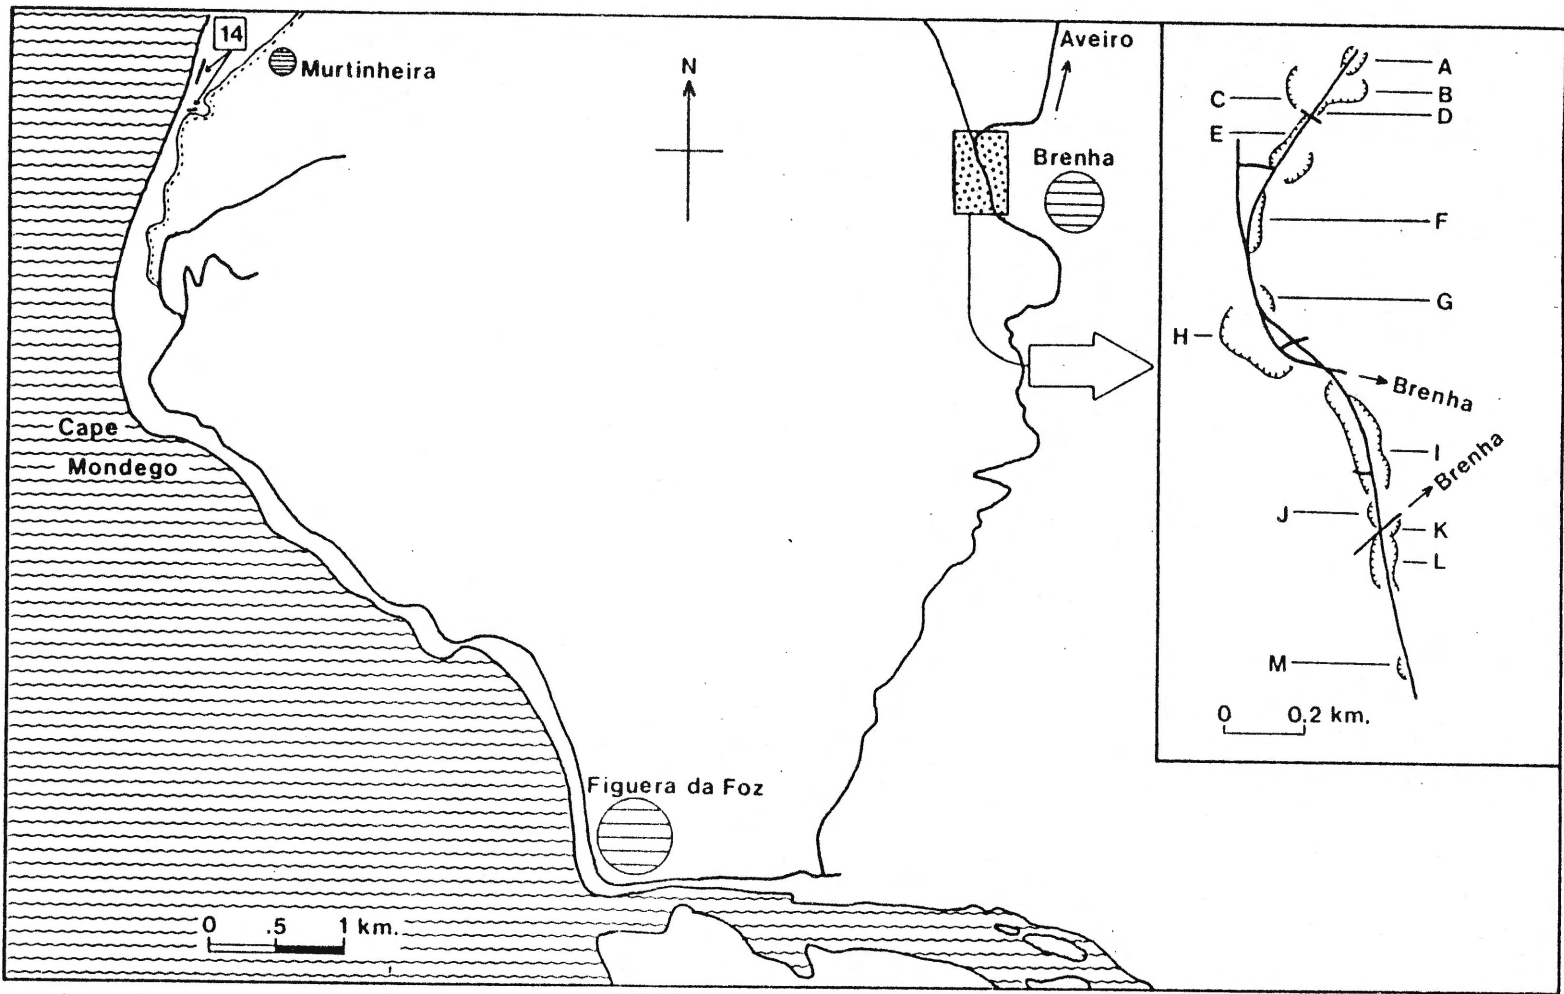 14
Murtinheira
N
Aveiro
Brenha
Cape
Mondego
Figuera da Foz
0 .5 1 km.
A
B
C
D
E
F
G
H
Brenha
I
Brenha
J
K
L
M
0 0.2 km.